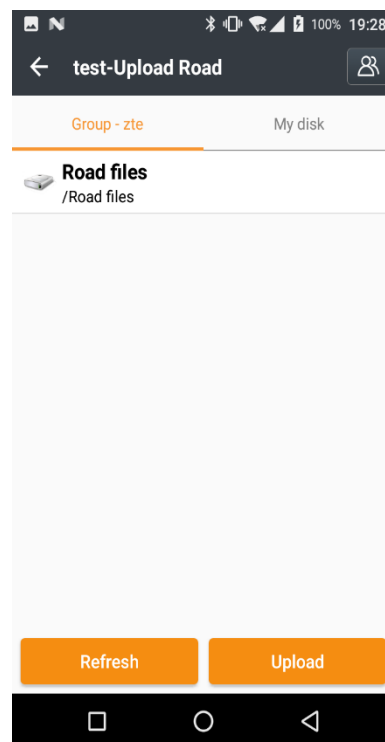 100% 19:28
test-Upload Road
Group - zte
My disk
Road files
/Road files
Refresh
Upload